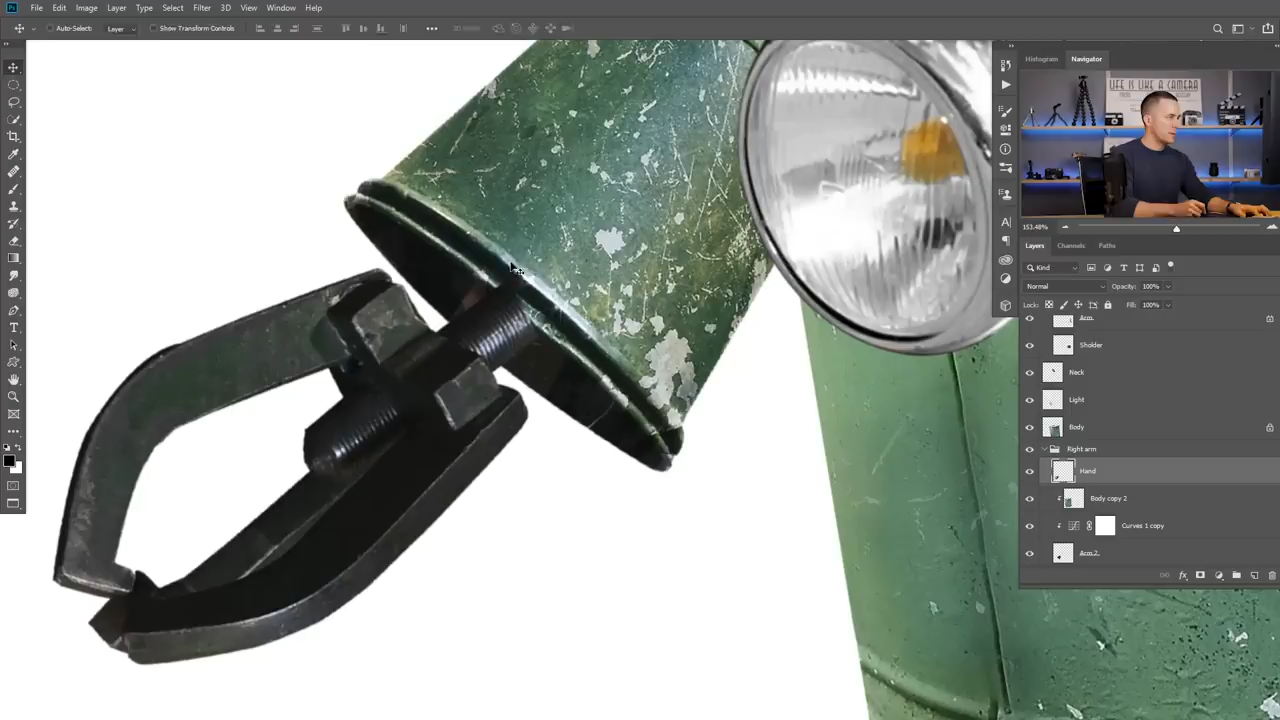 Ps File Edit Image Layer Type Select Filter 3D View Window Help
Auto-Select: Layer Show Transform Controls
Histogram Navigator
LIFE IS LIKE A CAMERA
153.48%
Layers Channels Paths
Kind
Normal Opacity: 100%
Lock: Fill: 100%
Arm
Sholder
Neck
Light
Body
Right arm
Hand
Body copy 2
Curves 1 copy
Arm 2